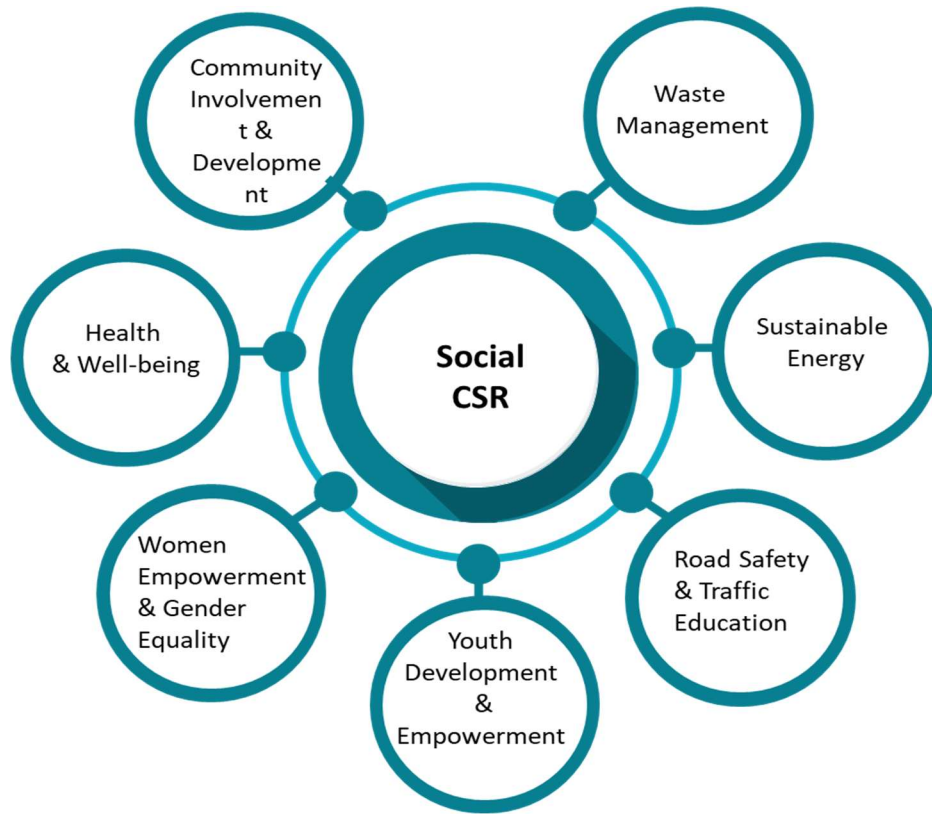 Community
Involvemen
t &
Developme
nt
Waste
Management
Health
& Well-being
Social
CSR
Sustainable
Energy
Women
Empowerment
& Gender
Equality
Youth
Development
&
Empowerment
Road Safety
& Traffic
Education